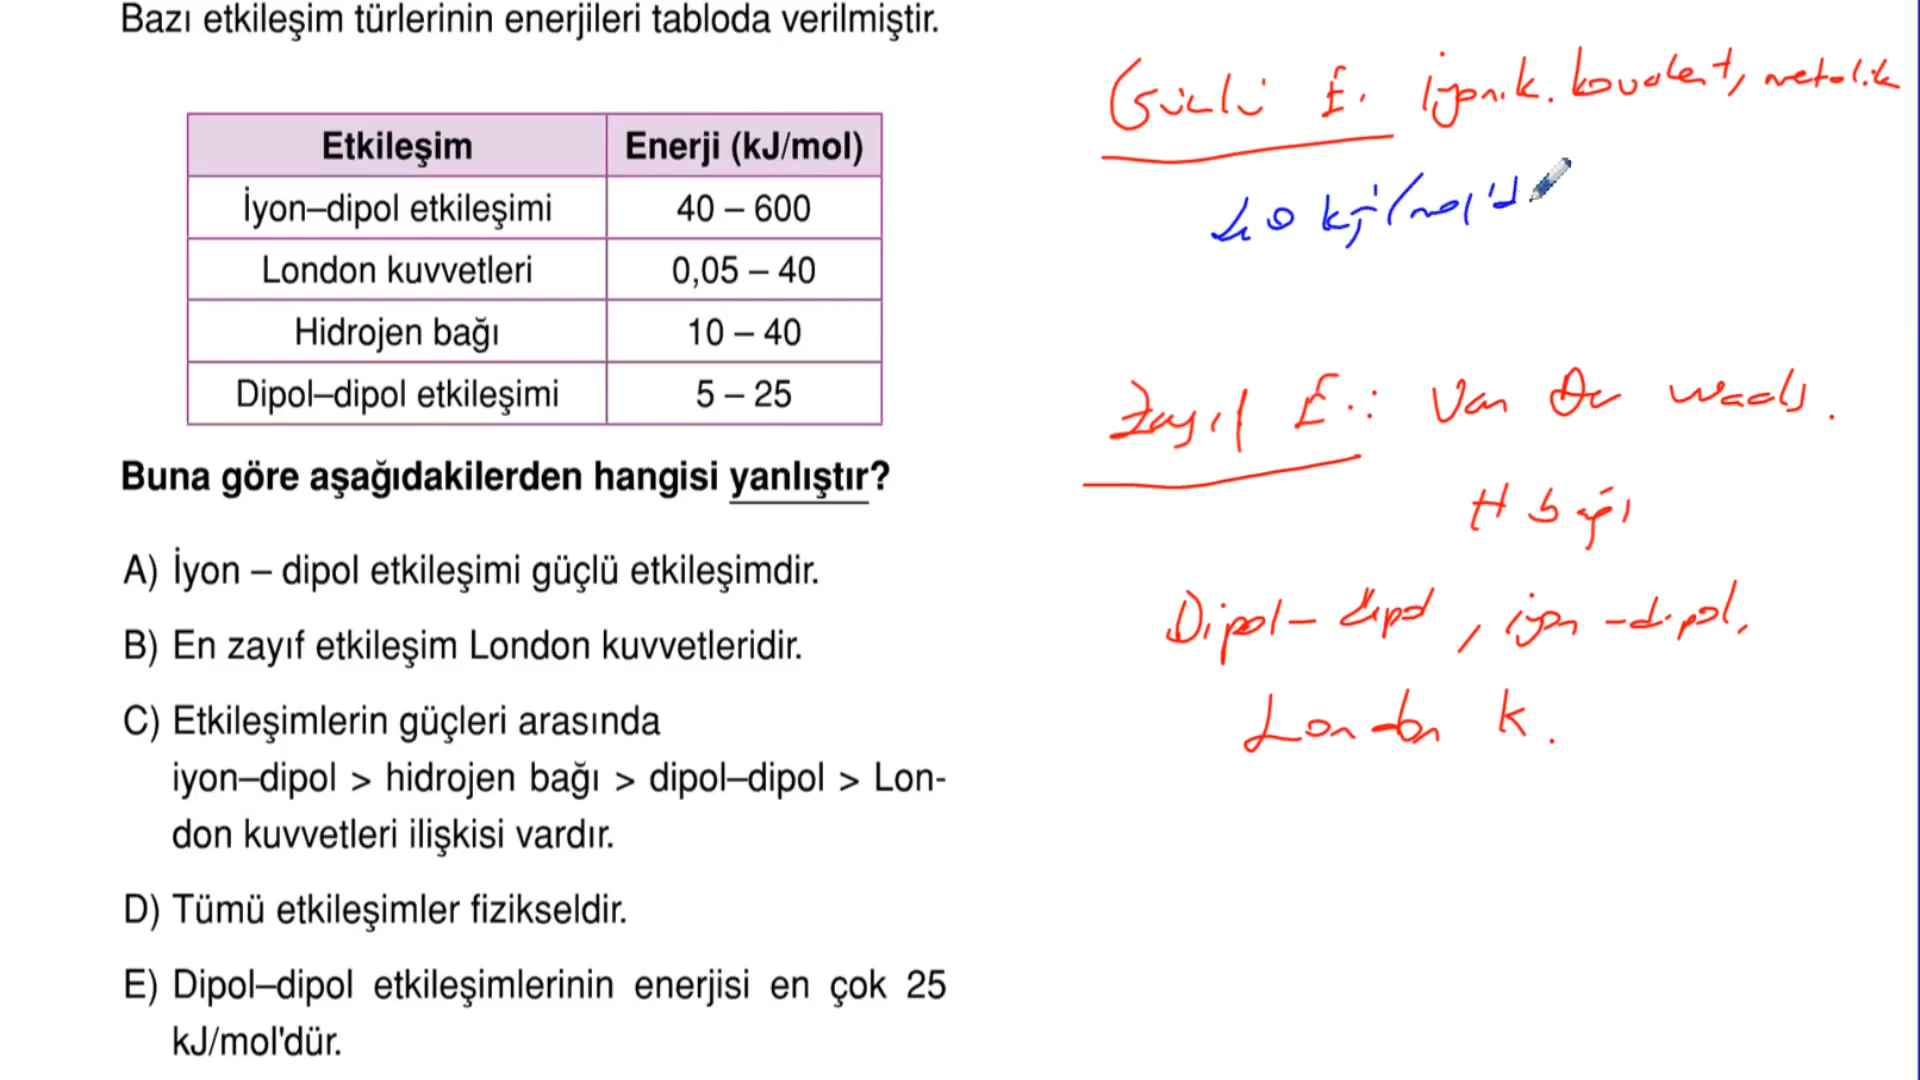 Bazı etkileşim türlerinin enerjileri tabloda verilmiştir.
Etkileşim Enerji (kJ/mol)
İyon–dipol etkileşimi 40 – 600
London kuvvetleri 0,05 – 40
Hidrojen bağı 10 – 40
Dipol–dipol etkileşimi 5 – 25
Buna göre aşağıdakilerden hangisi yanlıştır?
A) İyon – dipol etkileşimi güçlü etkileşimdir.
B) En zayıf etkileşim London kuvvetleridir.
C) Etkileşimlerin güçleri arasında
iyon–dipol > hidrojen bağı > dipol–dipol > Lon-
don kuvvetleri ilişkisi vardır.
D) Tümü etkileşimler fizikseldir.
E) Dipol–dipol etkileşimlerinin enerjisi en çok 25
kJ/mol'dür.
Güçlü E. iyonik. kovalent, metalik
40 kj/mol'd
Zayıf E.: Van Der Waals.
H bağı
Dipol-dipol, iyon-dipol,
London k.